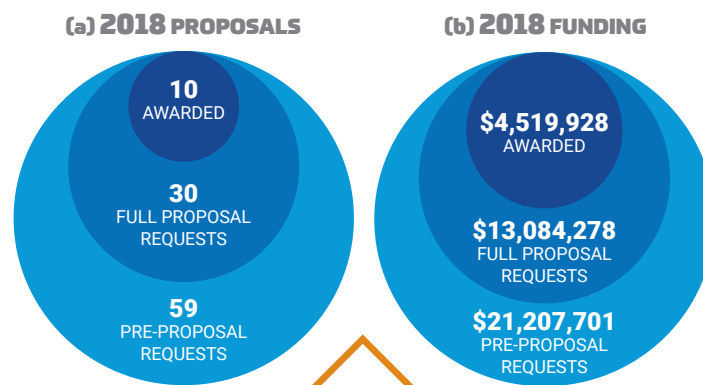 (a) 2018 PROPOSALS
10
AWARDED
30
FULL PROPOSAL
REQUESTS
59
PRE-PROPOSAL
REQUESTS
(b) 2018 FUNDING
$4,519,928
AWARDED
$13,084,278
FULL PROPOSAL
REQUESTS
$21,207,701
PRE-PROPOSAL
REQUESTS